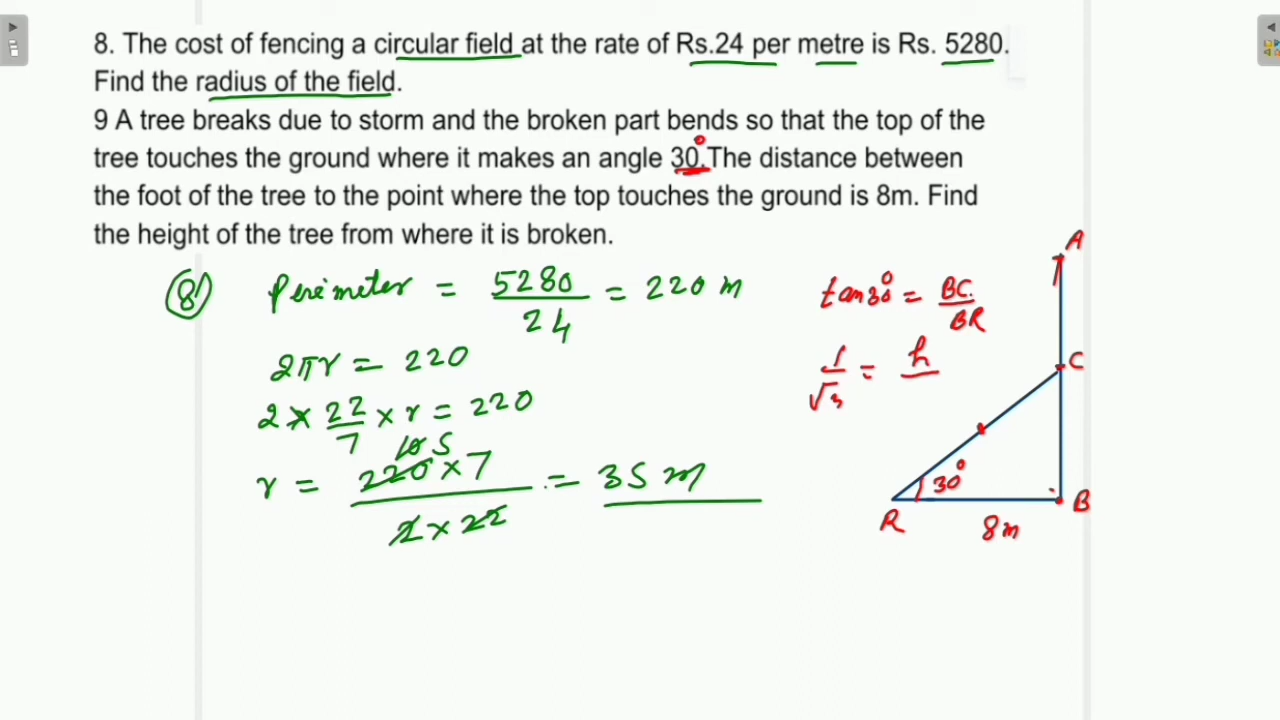 8. The cost of fencing a circular field at the rate of Rs.24 per metre is Rs. 5280.
Find the radius of the field.
9 A tree breaks due to storm and the broken part bends so that the top of the
tree touches the ground where it makes an angle 30°.The distance between
the foot of the tree to the point where the top touches the ground is 8m. Find
the height of the tree from where it is broken.
8 Perimeter = 5280/24 = 220 m
2πr = 220
2 × 22/7 × r = 220
10 5
r = 220 × 7 / 2 × 22 = 35 m
tan30° = BC/BR
1/√3 = h
A
C
30°
R
B
8m